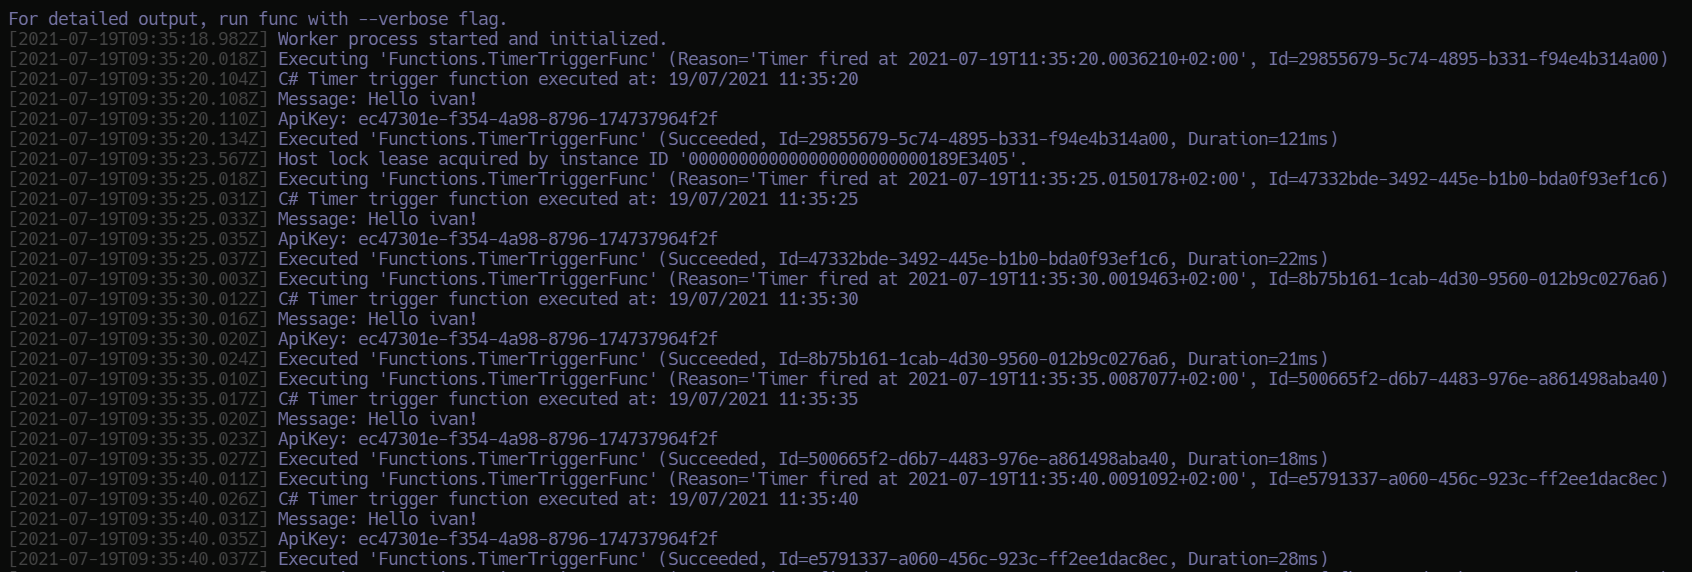 For detailed output, run func with --verbose flag.
[2021-07-19T09:35:18.982Z] Worker process started and initialized.
[2021-07-19T09:35:20.018Z] Executing 'Functions.TimerTriggerFunc' (Reason='Timer fired at 2021-07-19T11:35:20.0036210+02:00', Id=29855679-5c74-4895-b331-f94e4b314a00)
[2021-07-19T09:35:20.104Z] C# Timer trigger function executed at: 19/07/2021 11:35:20
[2021-07-19T09:35:20.108Z] Message: Hello ivan!
[2021-07-19T09:35:20.110Z] ApiKey: ec47301e-f354-4a98-8796-174737964f2f
[2021-07-19T09:35:20.134Z] Executed 'Functions.TimerTriggerFunc' (Succeeded, Id=29855679-5c74-4895-b331-f94e4b314a00, Duration=121ms)
[2021-07-19T09:35:23.567Z] Host lock lease acquired by instance ID '000000000000000000000000189E3405'.
[2021-07-19T09:35:25.018Z] Executing 'Functions.TimerTriggerFunc' (Reason='Timer fired at 2021-07-19T11:35:25.0150178+02:00', Id=47332bde-3492-445e-b1b0-bda0f93ef1c6)
[2021-07-19T09:35:25.031Z] C# Timer trigger function executed at: 19/07/2021 11:35:25
[2021-07-19T09:35:25.033Z] Message: Hello ivan!
[2021-07-19T09:35:25.035Z] ApiKey: ec47301e-f354-4a98-8796-174737964f2f
[2021-07-19T09:35:25.037Z] Executed 'Functions.TimerTriggerFunc' (Succeeded, Id=47332bde-3492-445e-b1b0-bda0f93ef1c6, Duration=22ms)
[2021-07-19T09:35:30.003Z] Executing 'Functions.TimerTriggerFunc' (Reason='Timer fired at 2021-07-19T11:35:30.0019463+02:00', Id=8b75b161-1cab-4d30-9560-012b9c0276a6)
[2021-07-19T09:35:30.012Z] C# Timer trigger function executed at: 19/07/2021 11:35:30
[2021-07-19T09:35:30.016Z] Message: Hello ivan!
[2021-07-19T09:35:30.020Z] ApiKey: ec47301e-f354-4a98-8796-174737964f2f
[2021-07-19T09:35:30.024Z] Executed 'Functions.TimerTriggerFunc' (Succeeded, Id=8b75b161-1cab-4d30-9560-012b9c0276a6, Duration=21ms)
[2021-07-19T09:35:35.010Z] Executing 'Functions.TimerTriggerFunc' (Reason='Timer fired at 2021-07-19T11:35:35.0087077+02:00', Id=500665f2-d6b7-4483-976e-a861498aba40)
[2021-07-19T09:35:35.017Z] C# Timer trigger function executed at: 19/07/2021 11:35:35
[2021-07-19T09:35:35.020Z] Message: Hello ivan!
[2021-07-19T09:35:35.023Z] ApiKey: ec47301e-f354-4a98-8796-174737964f2f
[2021-07-19T09:35:35.027Z] Executed 'Functions.TimerTriggerFunc' (Succeeded, Id=500665f2-d6b7-4483-976e-a861498aba40, Duration=18ms)
[2021-07-19T09:35:40.011Z] Executing 'Functions.TimerTriggerFunc' (Reason='Timer fired at 2021-07-19T11:35:40.0091092+02:00', Id=e5791337-a060-456c-923c-ff2ee1dac8ec)
[2021-07-19T09:35:40.026Z] C# Timer trigger function executed at: 19/07/2021 11:35:40
[2021-07-19T09:35:40.031Z] Message: Hello ivan!
[2021-07-19T09:35:40.035Z] ApiKey: ec47301e-f354-4a98-8796-174737964f2f
[2021-07-19T09:35:40.037Z] Executed 'Functions.TimerTriggerFunc' (Succeeded, Id=e5791337-a060-456c-923c-ff2ee1dac8ec, Duration=28ms)